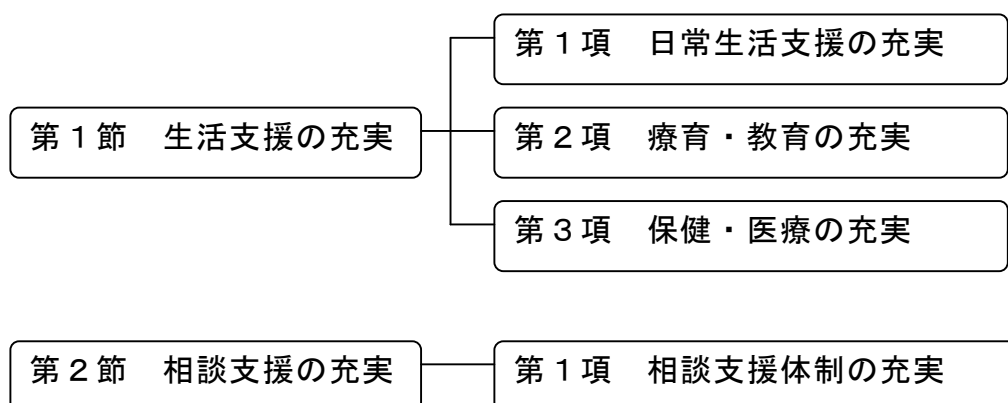 第1節　生活支援の充実
第１項　日常生活支援の充実
第２項　療育・教育の充実
第３項　保健・医療の充実
第２節　相談支援の充実
第１項　相談支援体制の充実